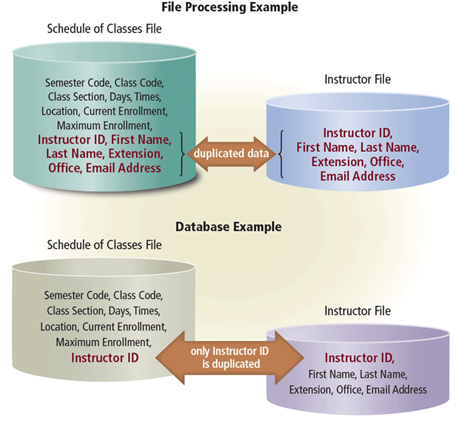 File Processing Example
Schedule of Classes File
Semester Code, Class Code,
Class Section, Days, Times,
Location, Current Enrollment,
Maximum Enrollment,
Instructor ID, First Name,
Last Name, Extension,
Office, Email Address
duplicated data
Instructor File
Instructor ID,
First Name, Last Name,
Extension, Office,
Email Address
Database Example
Schedule of Classes File
Semester Code, Class Code,
Class Section, Days, Times,
Location, Current Enrollment,
Maximum Enrollment,
Instructor ID
only Instructor ID
is duplicated
Instructor File
Instructor ID,
First Name, Last Name,
Extension, Office, Email Address